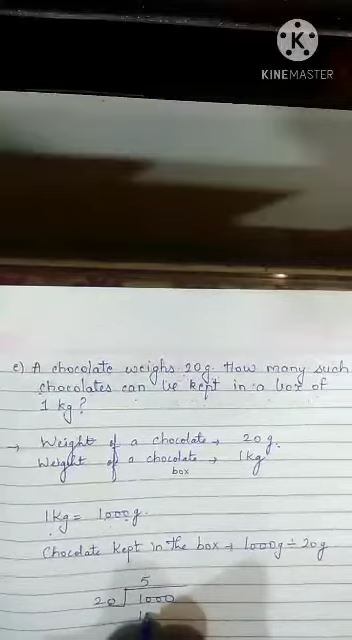 KINEMASTER
e) A chocolate weighs 20g. How many such
chocolates can be kept in a box of
1 kg?
→ Weight of a chocolate → 20g.
Weight of a chocolate → 1kg
box
1kg = 1000g.
Chocolate kept in the box → 1000g ÷ 20g
5
20 1000